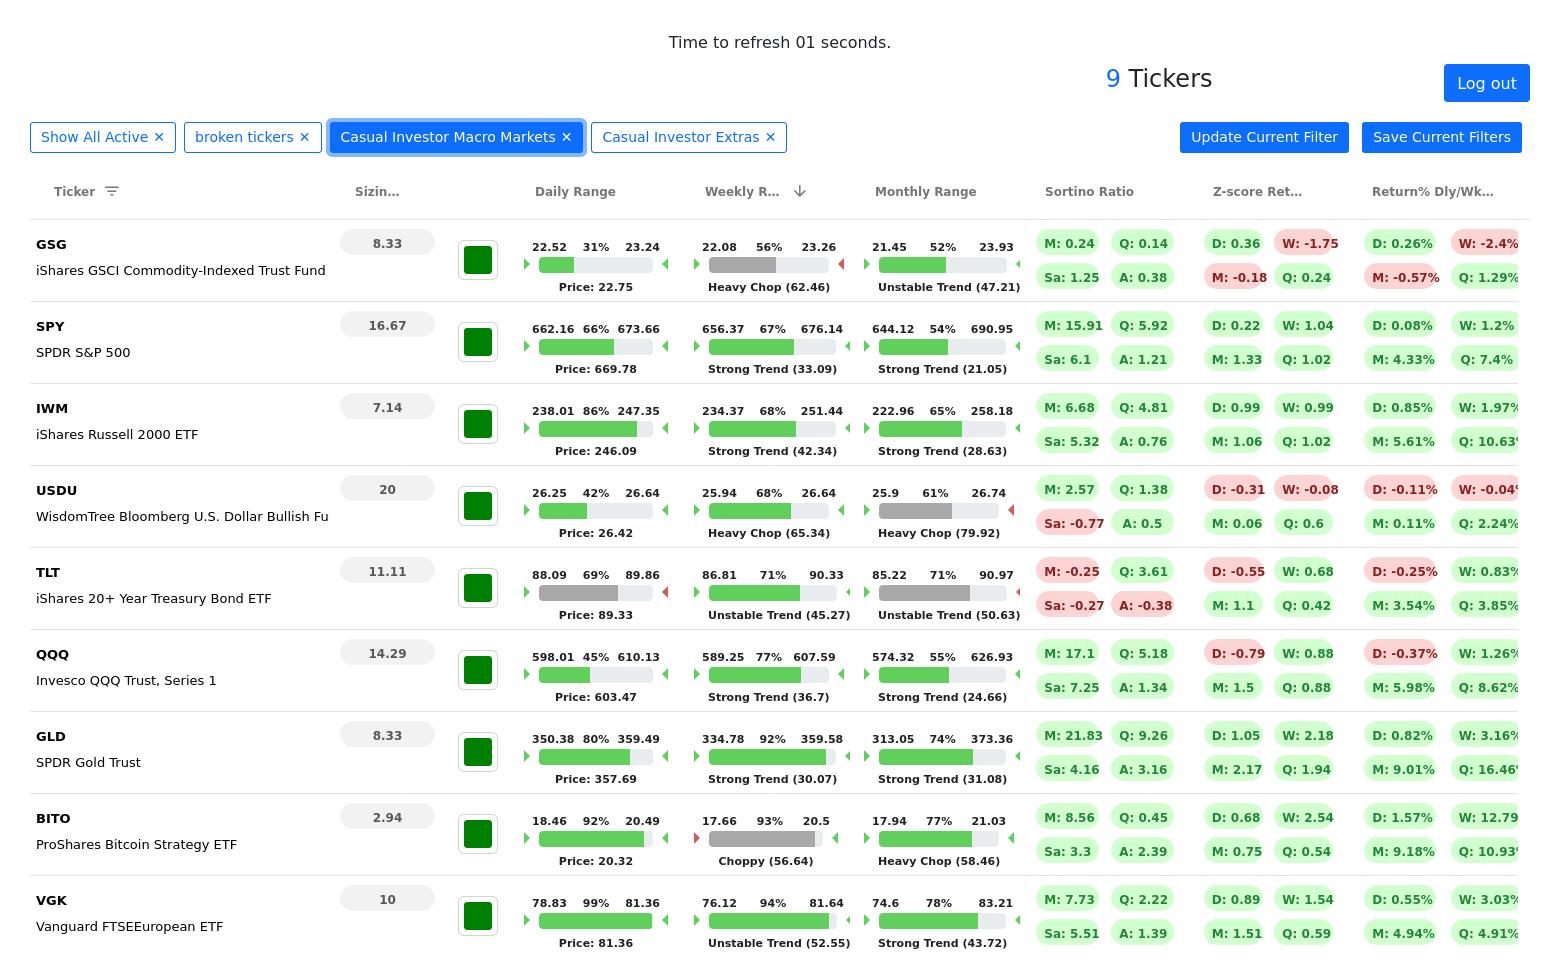 Time to refresh 01 seconds.
9 Tickers
Log out
Show All Active ✕ broken tickers ✕ Casual Investor Macro Markets ✕ Casual Investor Extras ✕ Update Current Filter Save Current Filters
Ticker Sizin... Daily Range Weekly R... Monthly Range Sortino Ratio Z-score Ret... Return% Dly/Wk...
GSG 8.33 22.52 31% 23.24 22.08 56% 23.26 21.45 52% 23.93 M: 0.24 Q: 0.14 D: 0.36 W: -1.75 D: 0.26% W: -2.4%
iShares GSCI Commodity-Indexed Trust Fund Price: 22.75 Heavy Chop (62.46) Unstable Trend (47.21) Sa: 1.25 A: 0.38 M: -0.18 Q: 0.24 M: -0.57% Q: 1.29%
SPY 16.67 662.16 66% 673.66 656.37 67% 676.14 644.12 54% 690.95 M: 15.91 Q: 5.92 D: 0.22 W: 1.04 D: 0.08% W: 1.2%
SPDR S&P 500 Price: 669.78 Strong Trend (33.09) Strong Trend (21.05) Sa: 6.1 A: 1.21 M: 1.33 Q: 1.02 M: 4.33% Q: 7.4%
IWM 7.14 238.01 86% 247.35 234.37 68% 251.44 222.96 65% 258.18 M: 6.68 Q: 4.81 D: 0.99 W: 0.99 D: 0.85% W: 1.97%
iShares Russell 2000 ETF Price: 246.09 Strong Trend (42.34) Strong Trend (28.63) Sa: 5.32 A: 0.76 M: 1.06 Q: 1.02 M: 5.61% Q: 10.63%
USDU 20 26.25 42% 26.64 25.94 68% 26.64 25.9 61% 26.74 M: 2.57 Q: 1.38 D: -0.31 W: -0.08 D: -0.11% W: -0.04%
WisdomTree Bloomberg U.S. Dollar Bullish Fu Price: 26.42 Heavy Chop (65.34) Heavy Chop (79.92) Sa: -0.77 A: 0.5 M: 0.06 Q: 0.6 M: 0.11% Q: 2.24%
TLT 11.11 88.09 69% 89.86 86.81 71% 90.33 85.22 71% 90.97 M: -0.25 Q: 3.61 D: -0.55 W: 0.68 D: -0.25% W: 0.83%
iShares 20+ Year Treasury Bond ETF Price: 89.33 Unstable Trend (45.27) Unstable Trend (50.63) Sa: -0.27 A: -0.38 M: 1.1 Q: 0.42 M: 3.54% Q: 3.85%
QQQ 14.29 598.01 45% 610.13 589.25 77% 607.59 574.32 55% 626.93 M: 17.1 Q: 5.18 D: -0.79 W: 0.88 D: -0.37% W: 1.26%
Invesco QQQ Trust, Series 1 Price: 603.47 Strong Trend (36.7) Strong Trend (24.66) Sa: 7.25 A: 1.34 M: 1.5 Q: 0.88 M: 5.98% Q: 8.62%
GLD 8.33 350.38 80% 359.49 334.78 92% 359.58 313.05 74% 373.36 M: 21.83 Q: 9.26 D: 1.05 W: 2.18 D: 0.82% W: 3.16%
SPDR Gold Trust Price: 357.69 Strong Trend (30.07) Strong Trend (31.08) Sa: 4.16 A: 3.16 M: 2.17 Q: 1.94 M: 9.01% Q: 16.46%
BITO 2.94 18.46 92% 20.49 17.66 93% 20.5 17.94 77% 21.03 M: 8.56 Q: 0.45 D: 0.68 W: 2.54 D: 1.57% W: 12.79
ProShares Bitcoin Strategy ETF Price: 20.32 Choppy (56.64) Heavy Chop (58.46) Sa: 3.3 A: 2.39 M: 0.75 Q: 0.54 M: 9.18% Q: 10.93%
VGK 10 78.83 99% 81.36 76.12 94% 81.64 74.6 78% 83.21 M: 7.73 Q: 2.22 D: 0.89 W: 1.54 D: 0.55% W: 3.03%
Vanguard FTSEEuropean ETF Price: 81.36 Unstable Trend (52.55) Strong Trend (43.72) Sa: 5.51 A: 1.39 M: 1.51 Q: 0.59 M: 4.94% Q: 4.91%